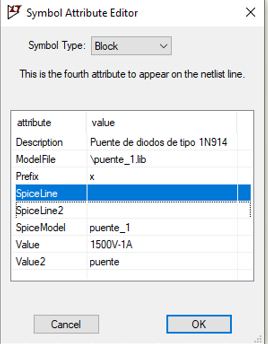 Symbol Attribute Editor
Symbol Type: Block
This is the fourth attribute to appear on the netlist line.
attribute value
Description Puente de diodos de tipo 1N914
ModelFile \puente_1.lib
Prefix x
SpiceLine
SpiceLine2
SpiceModel puente_1
Value 1500V-1A
Value2 puente
Cancel OK